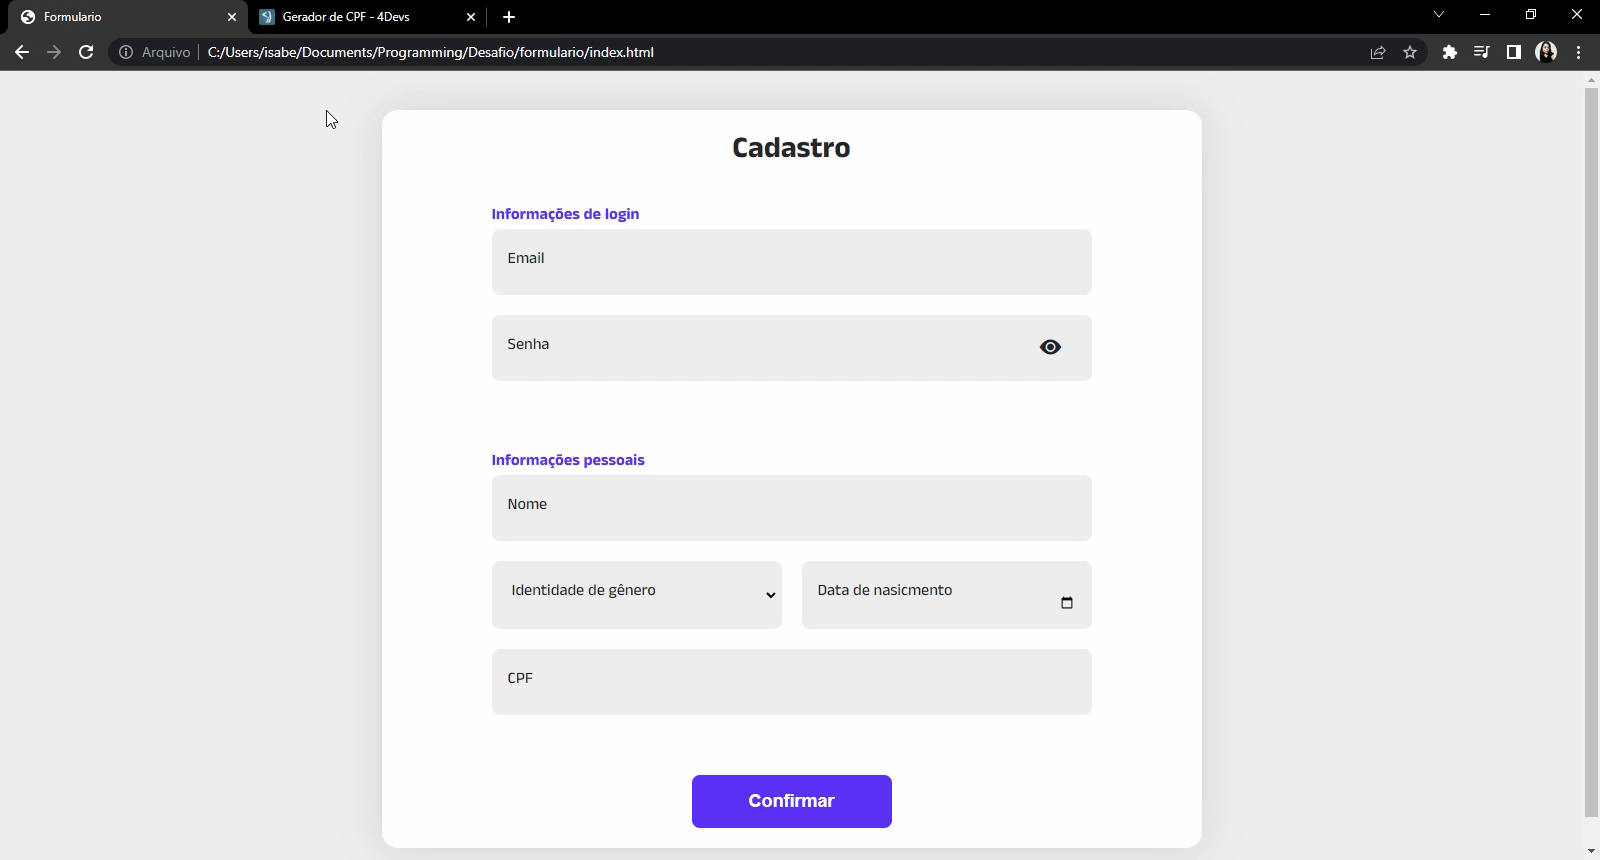 Formulario
Gerador de CPF - 4Devs
Arquivo C:/Users/isabe/Documents/Programming/Desafio/formulario/index.html
Cadastro
Informações de login
Email
Senha
Informações pessoais
Nome
Identidade de gênero
Data de nasicmento
CPF
Confirmar